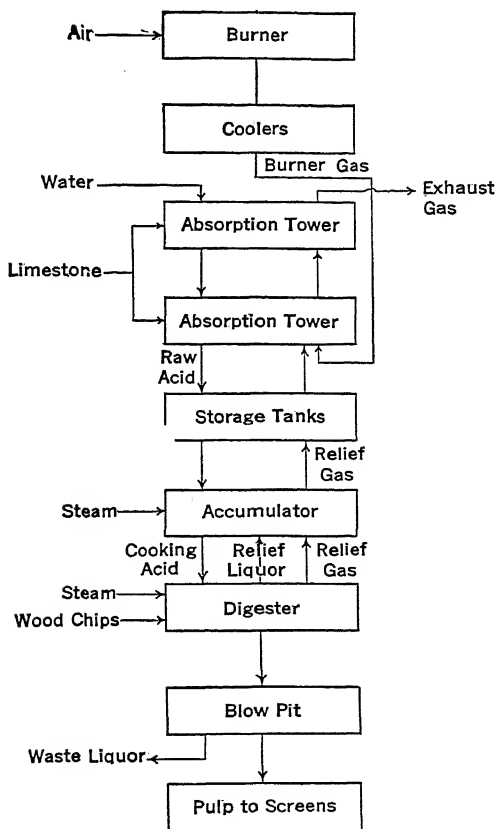 Air
Burner
Coolers
Burner Gas
Water
Exhaust
Gas
Absorption Tower
Limestone
Absorption Tower
Raw
Acid
Storage Tanks
Relief
Gas
Steam
Accumulator
Cooking
Acid
Relief
Liquor
Relief
Gas
Steam
Wood Chips
Digester
Blow Pit
Waste Liquor
Pulp to Screens